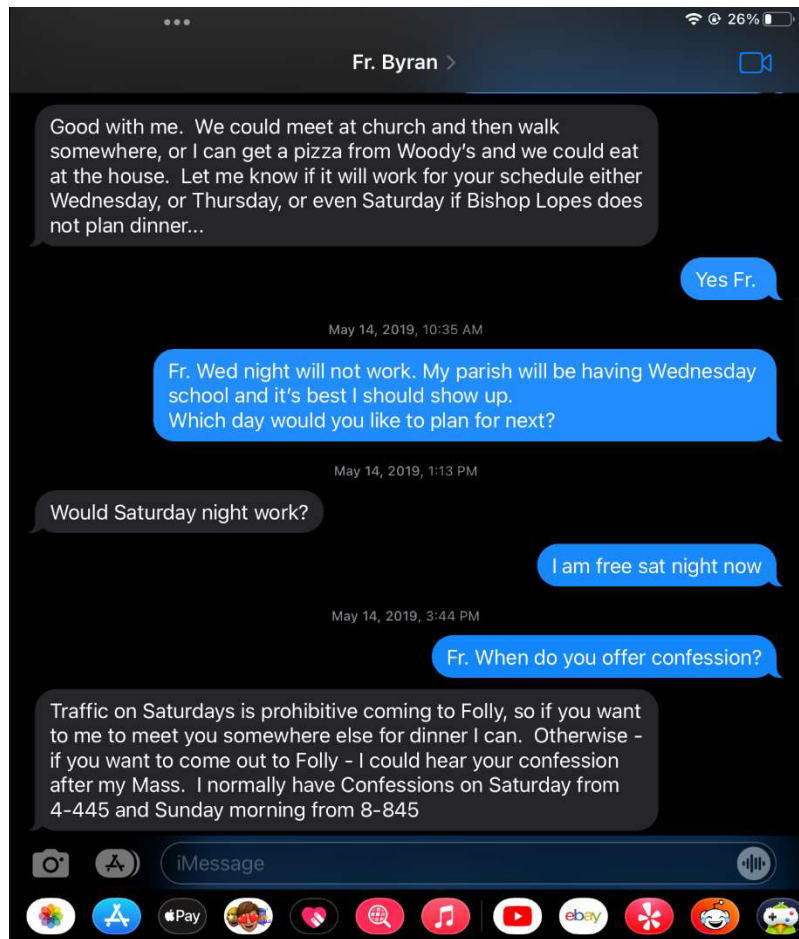 26%
Fr. Byran >
Good with me. We could meet at church and then walk
somewhere, or I can get a pizza from Woody's and we could eat
at the house. Let me know if it will work for your schedule either
Wednesday, or Thursday, or even Saturday if Bishop Lopes does
not plan dinner...
Yes Fr.
May 14, 2019, 10:35 AM
Fr. Wed night will not work. My parish will be having Wednesday
school and it's best I should show up.
Which day would you like to plan for next?
May 14, 2019, 1:13 PM
Would Saturday night work?
I am free sat night now
May 14, 2019, 3:44 PM
Fr. When do you offer confession?
Traffic on Saturdays is prohibitive coming to Folly, so if you want
to me to meet you somewhere else for dinner I can. Otherwise -
if you want to come out to Folly - I could hear your confession
after my Mass. I normally have Confessions on Saturday from
4-445 and Sunday morning from 8-845
iMessage
Pay
ebay